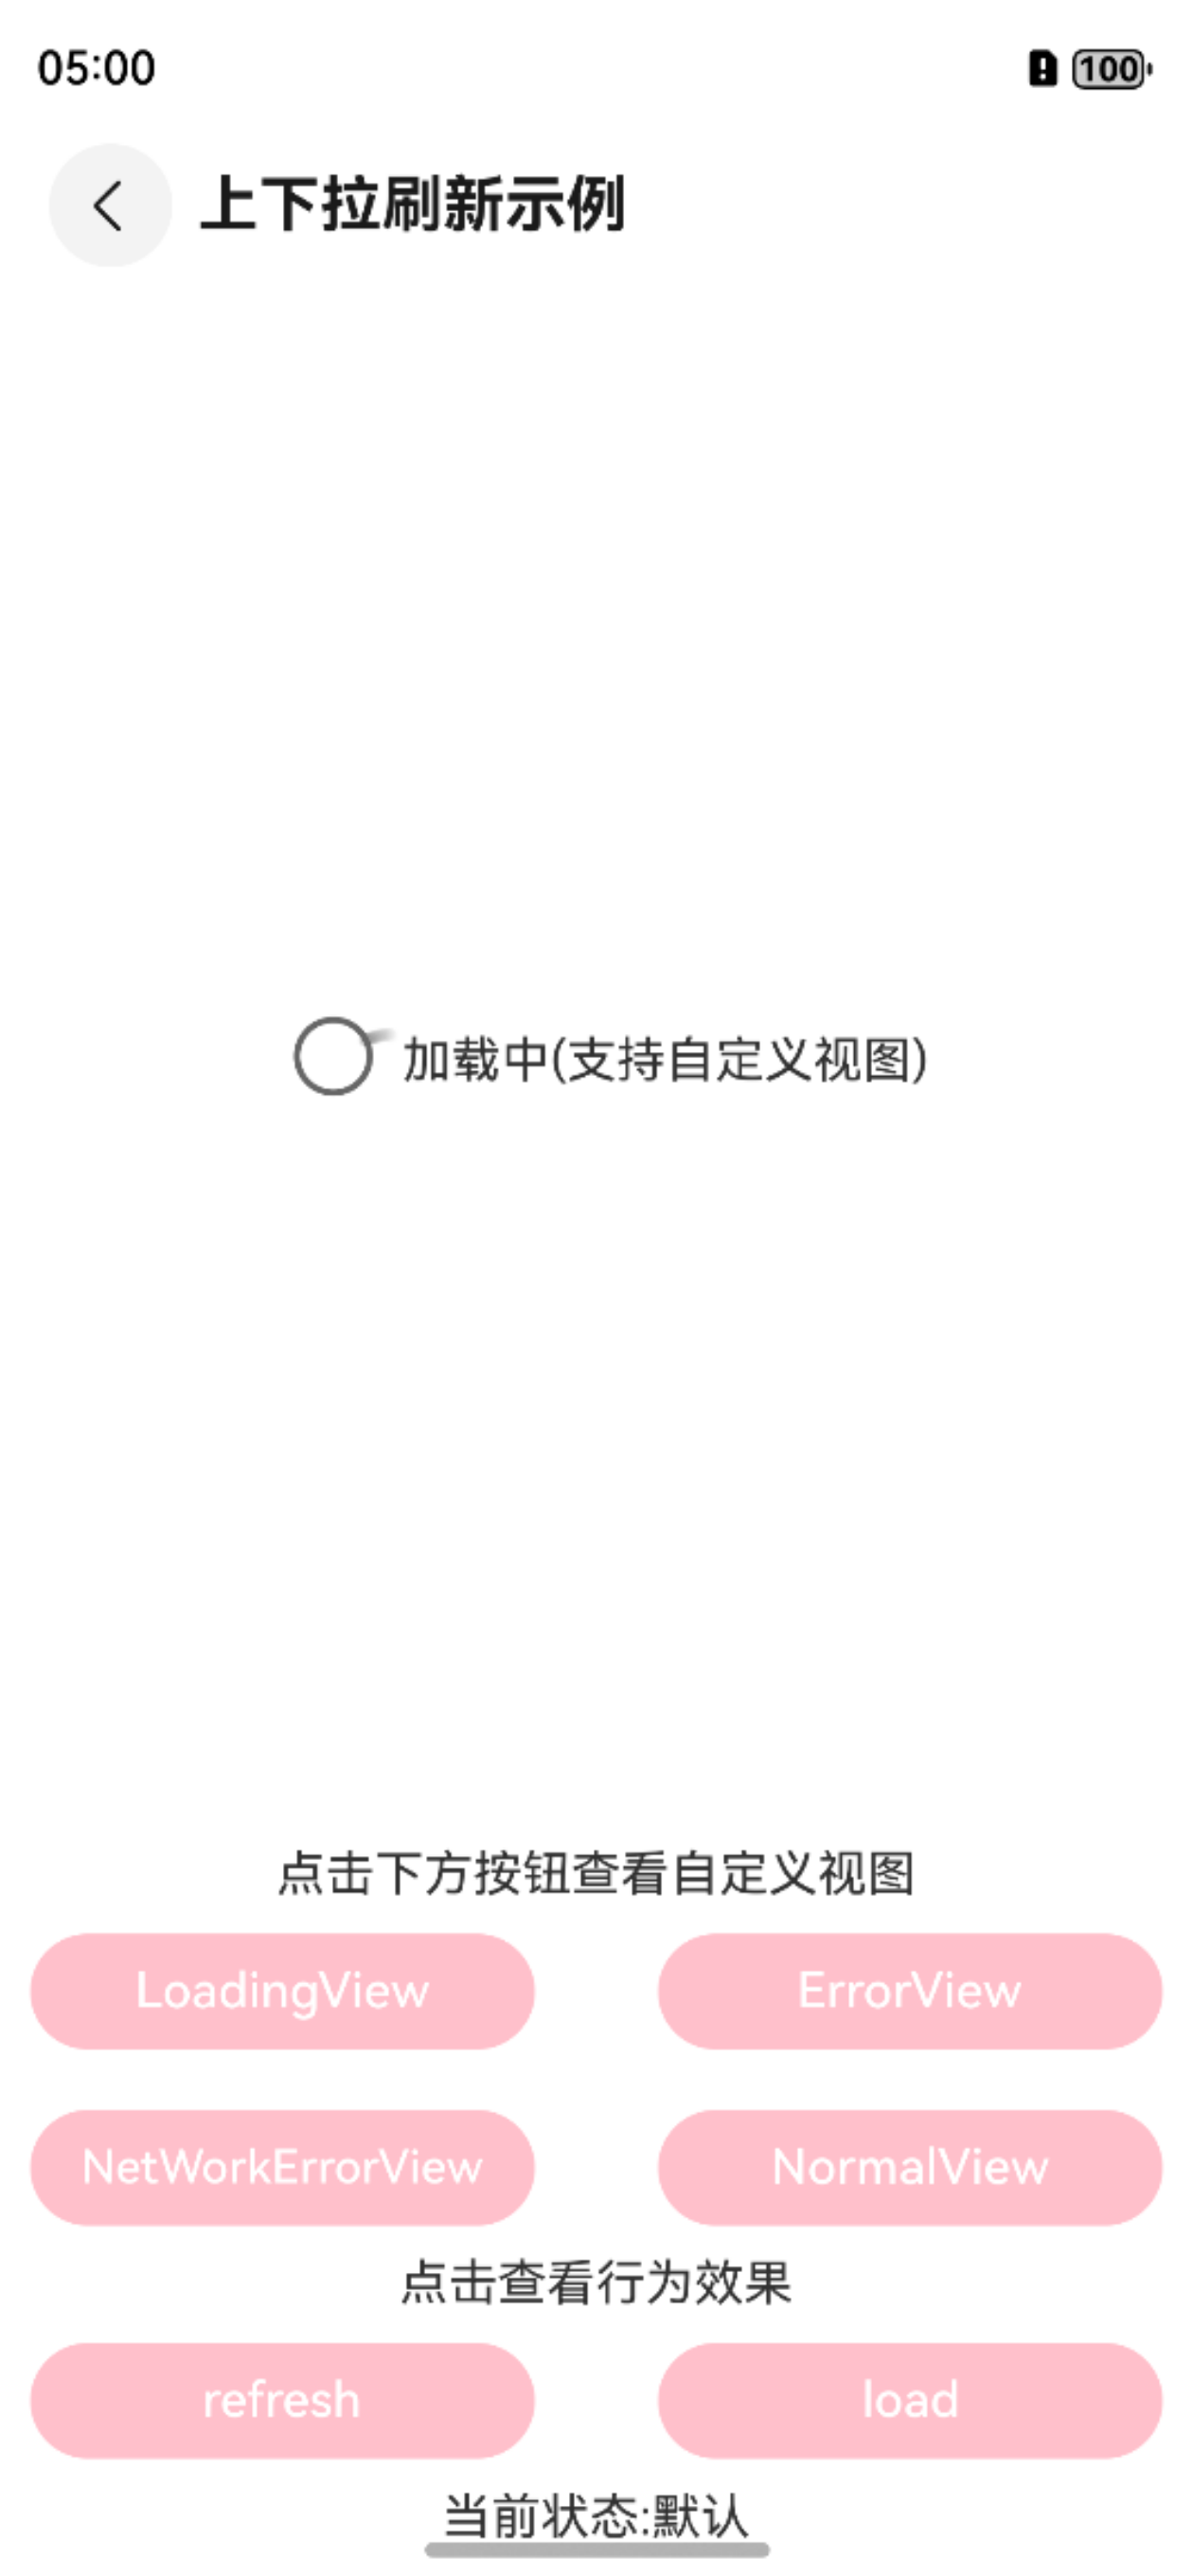 05:00
100
上下拉刷新示例
加载中(支持自定义视图)
点击下方按钮查看自定义视图
LoadingView
ErrorView
NetWorkErrorView
NormalView
点击查看行为效果
refresh
load
当前状态:默认